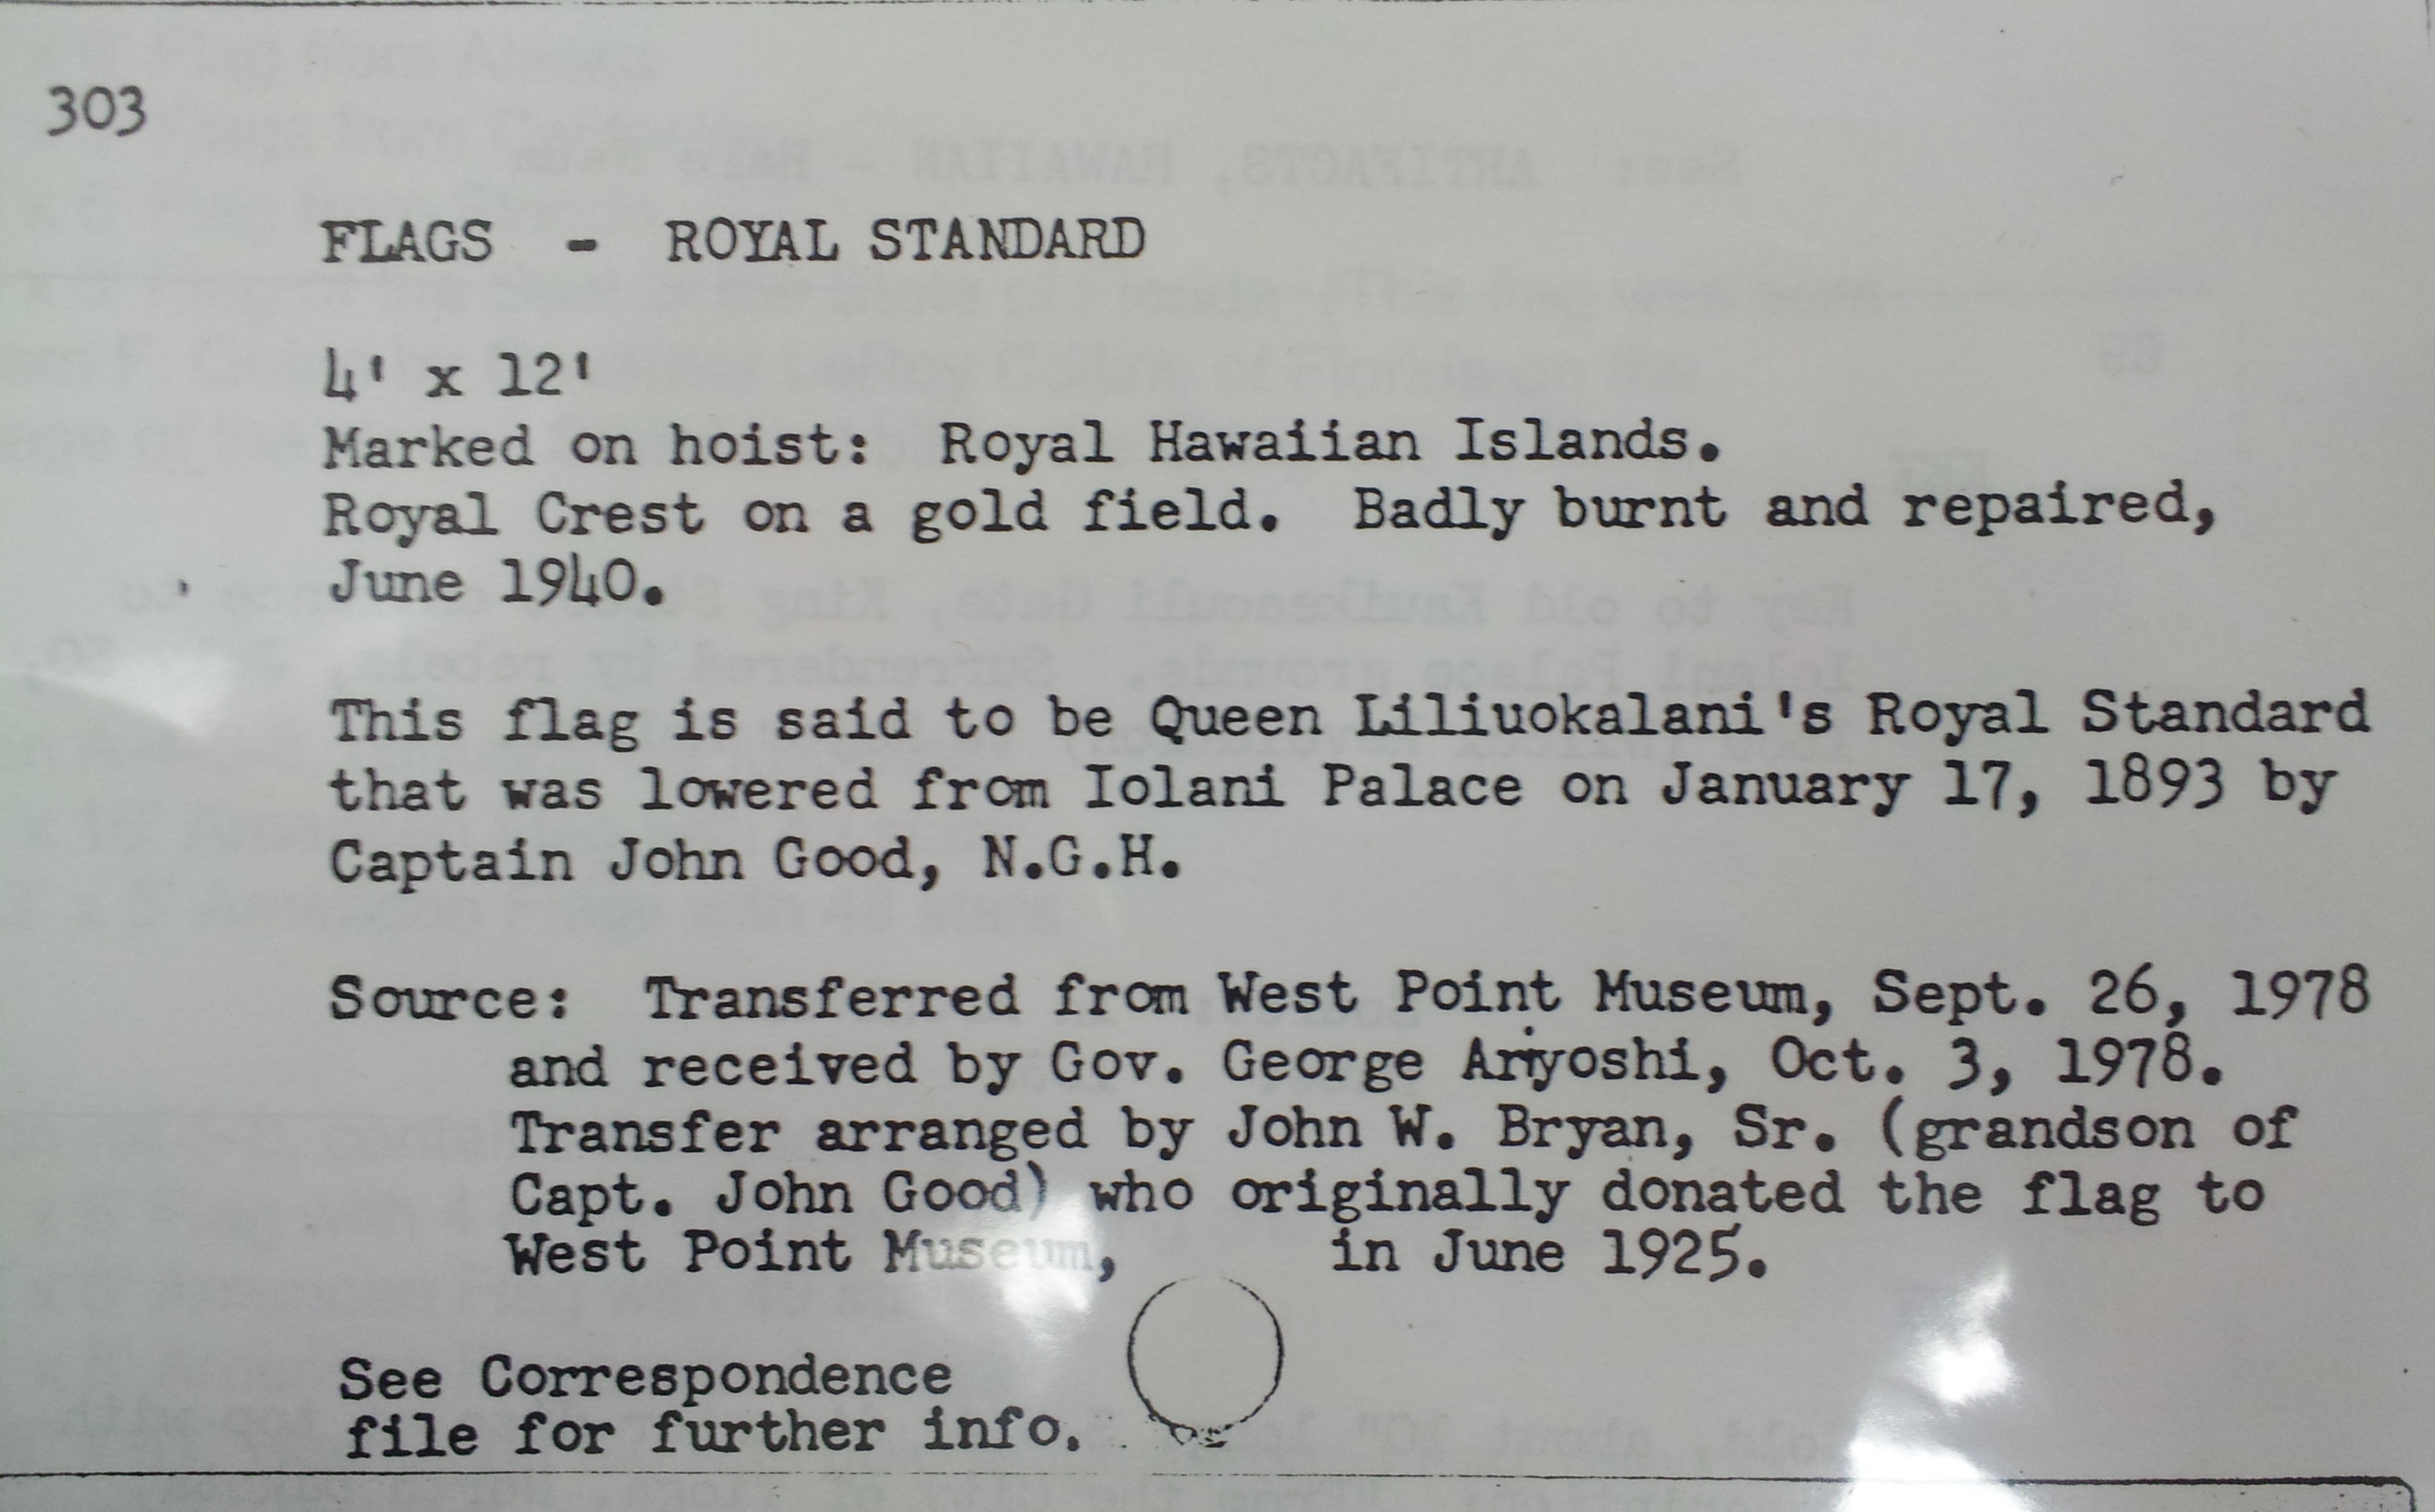 303
FLAGS - ROYAL STANDARD
4' x 12'
Marked on hoist: Royal Hawaiian Islands.
Royal Crest on a gold field. Badly burnt and repaired,
June 1940.
This flag is said to be Queen Liliuokalani's Royal Standard
that was lowered from Iolani Palace on January 17, 1893 by
Captain John Good, N.G.H.
Source: Transferred from West Point Museum, Sept. 26, 1978
and received by Gov. George Ariyoshi, Oct. 3, 1978.
Transfer arranged by John W. Bryan, Sr. (grandson of
Capt. John Good) who originally donated the flag to
West Point Museum, in June 1925.
See Correspondence
file for further info.